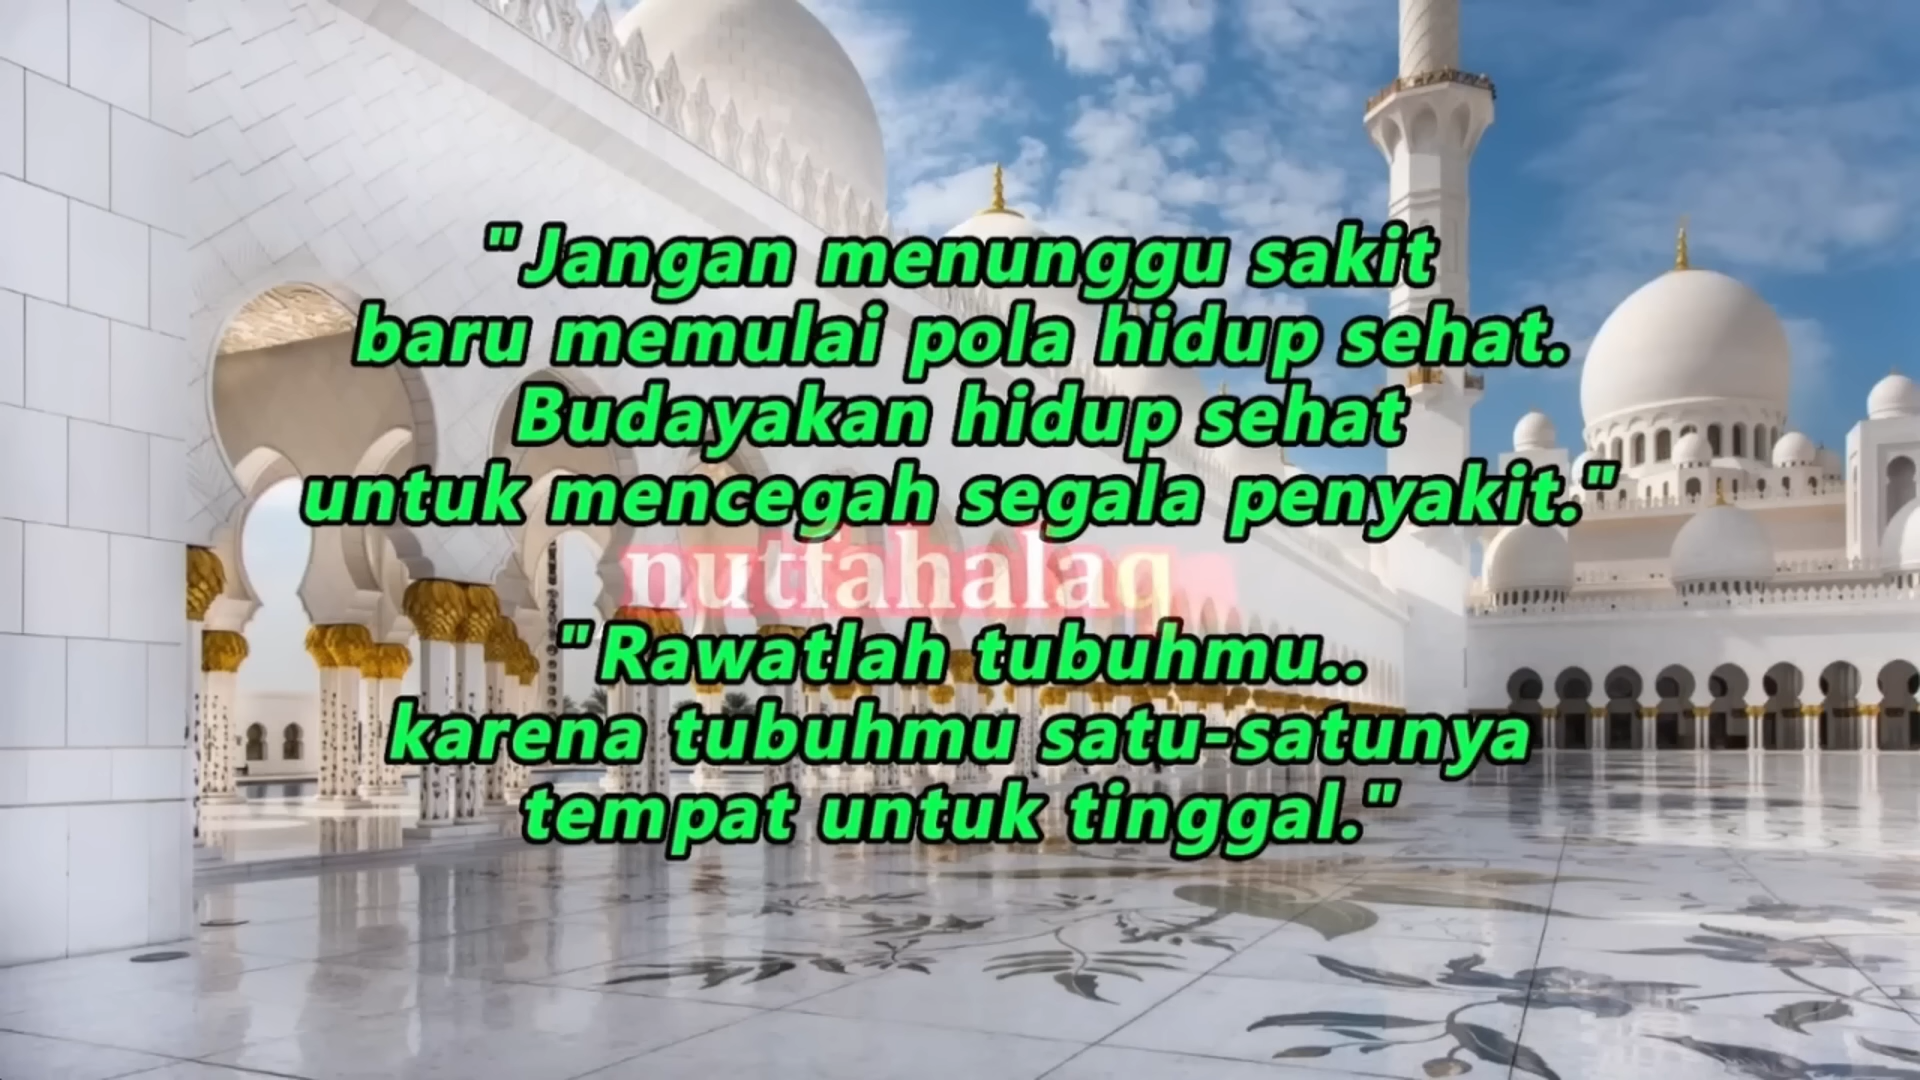 "Jangan menunggu sakit
baru memulai pola hidup sehat.
Budayakan hidup sehat
untuk mencegah segala penyakit."
nutfahalaq
"Rawatlah tubuhmu..
karena tubuhmu satu-satunya
tempat untuk tinggal."